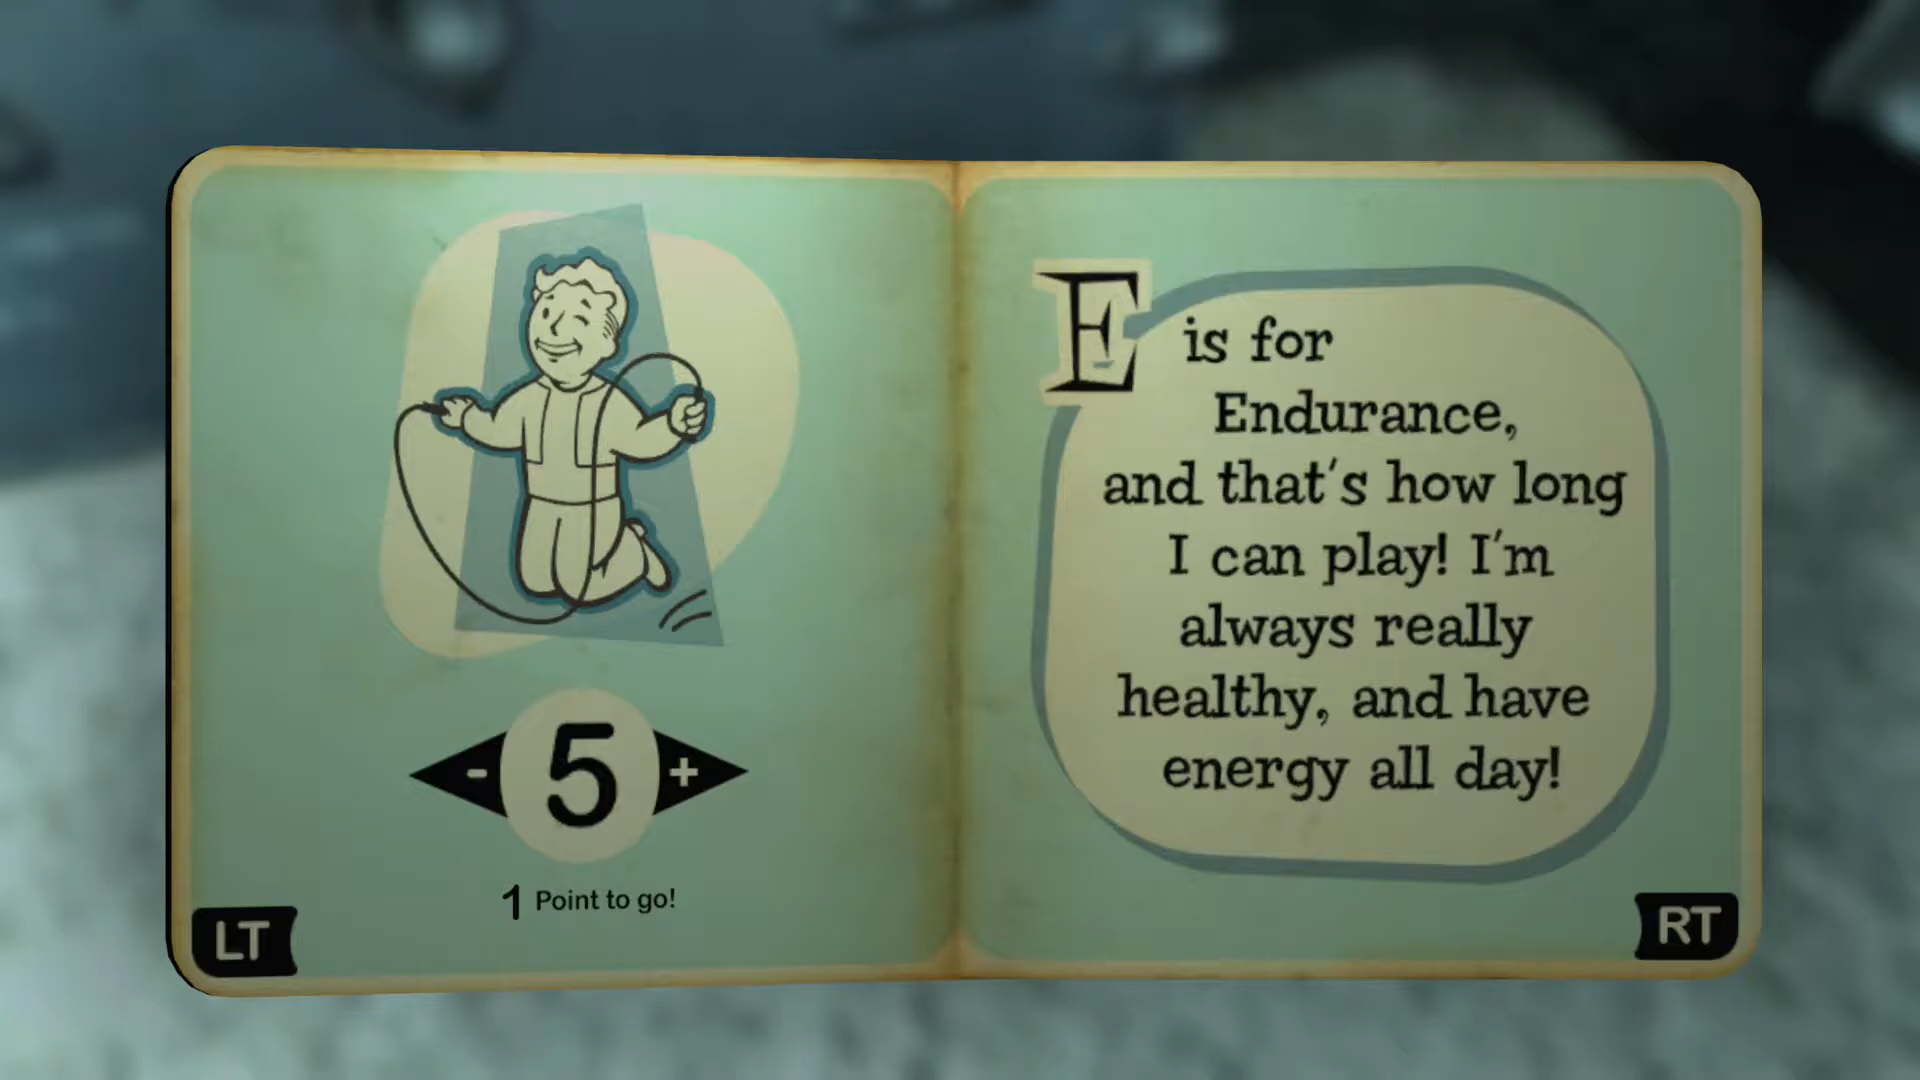 - 5 +
1 Point to go!
LT
E is for
Endurance,
and that's how long
I can play! I'm
always really
healthy, and have
energy all day!
RT